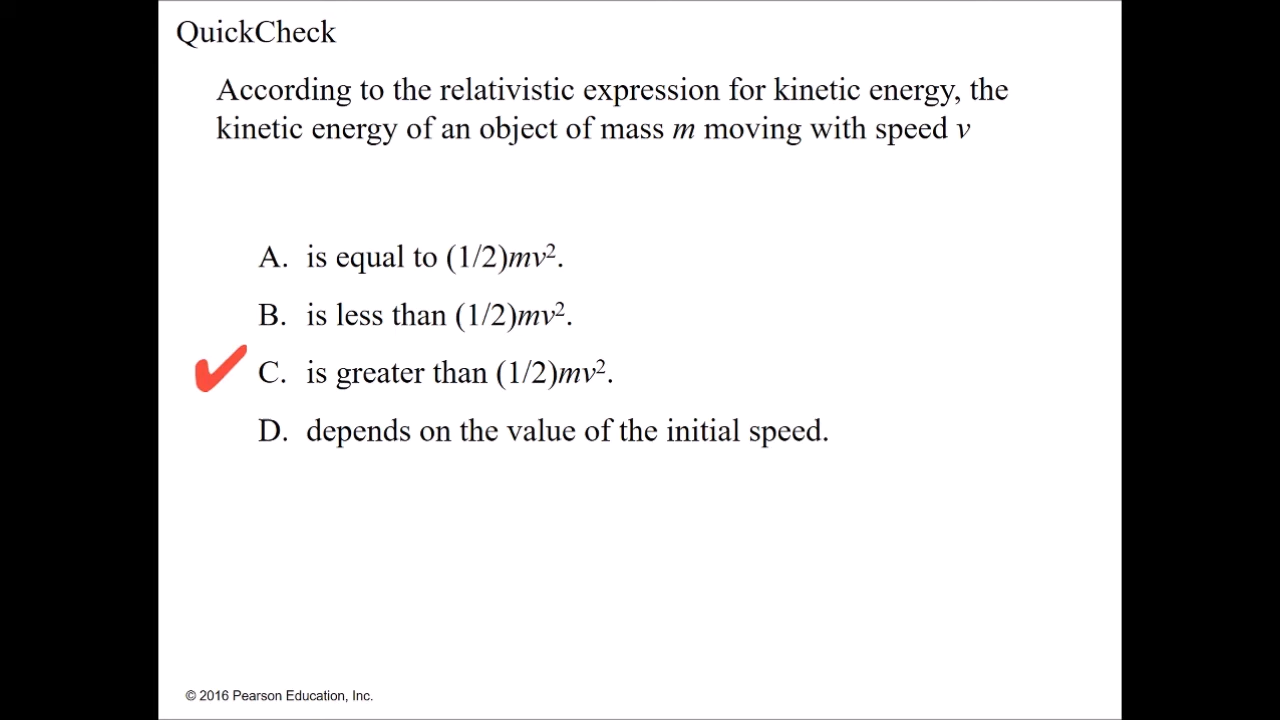 QuickCheck
According to the relativistic expression for kinetic energy, the
kinetic energy of an object of mass m moving with speed v
A. is equal to (1/2)mv².
B. is less than (1/2)mv².
C. is greater than (1/2)mv².
D. depends on the value of the initial speed.
© 2016 Pearson Education, Inc.